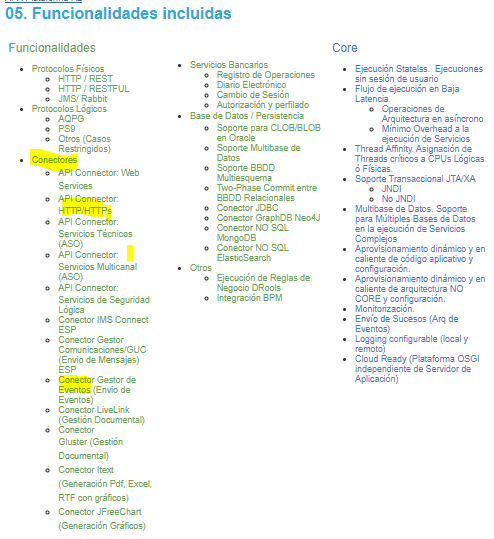 05. Funcionalidades incluidas
Funcionalidades
Protocolos Físicos
HTTP / REST
HTTP / RESTFUL
JMS/ Rabbit
Protocolos Lógicos
AQPG
PS9
Otros (Casos
Restringidos)
Conectores
API Connector: Web
Services
API Connector:
HTTP/HTTPs
API Connector:
Servicios Técnicos
(ASO)
API Connector:
Servicios Multicanal
(ASO)
API Connector:
Servicios de Seguridad
Lógica
Conector IMS Connect
ESP
Conector Gestor
Comunicaciones/GUC
(Envio de Mensajes)
ESP
Conector Gestor de
Eventos (Envio de
Eventos)
Conector LiveLink
(Gestión Documental)
Conector
Gluster (Gestión
Documental)
Conector Itext
(Generación Pdf, Excel,
RTF con gráficos)
Conector JFreeChart
(Generación Gráficos)
Servicios Bancarios
Registro de Operaciones
Diario Electrónico
Cambio de Sesión
Autorización y perfilado
Base de Datos / Persistencia
Soporte para CLOB/BLOB
en Oracle
Soporte Multibase de
Datos
Soporte BBDD
Multiesquema
Two-Phase Commit entre
BBDD Relacionales
Conector JDBC
Conector GraphDB Neo4J
Conector NO SQL
MongoDB
Conector NO SQL
ElasticSearch
Otros
Ejecución de Reglas de
Negocio DRools
Integración BPM
Core
Ejecución Statelss. Ejecuciones
sin sesión de usuario
Flujo de ejecución en Baja
Latencia.
Operaciones de
Arquitectura en asíncrono
Mínimo Overhead a la
ejecución de Servicios
Thread Affinity. Asignación de
Threads críticos a CPUs Lógicas
ó Físicas.
Soporte Transaccional JTA/XA
JNDI
No JNDI
Multibase de Datos. Soporte
para Múltiples Bases de Datos
en la ejecución de Servicios
Complejos
Aprovisionamiento dinámico y en
caliente de código aplicativo y
configuración.
Aprovisionamiento dinámico y en
caliente de arquitectura NO
CORE y configuración.
Monitorización.
Envío de Sucesos (Arq de
Eventos)
Logging configurable (local y
remoto)
Cloud Ready (Plataforma OSGI
independiente de Servidor de
Aplicación)